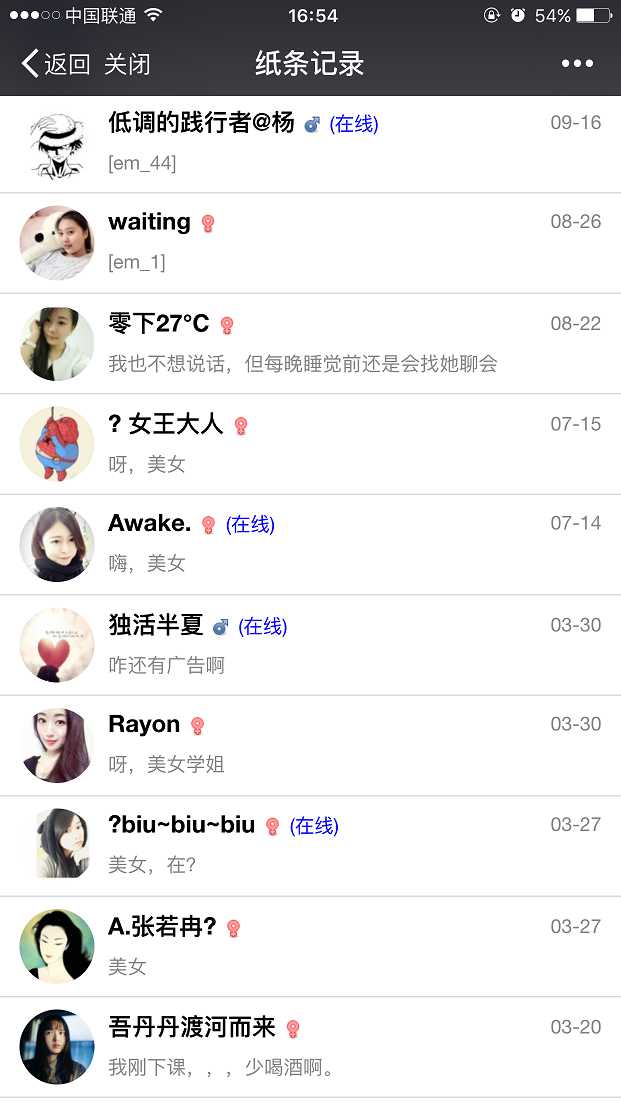 中国联通 16:54 54%
返回 关闭 纸条记录
低调的践行者@杨 (在线) 09-16
[em_44]
waiting 08-26
[em_1]
零下27°C 08-22
我也不想说话，但每晚睡觉前还是会找她聊会
? 女王大人 07-15
呀，美女
Awake. (在线) 07-14
嗨，美女
独活半夏 (在线) 03-30
咋还有广告啊
Rayon 03-30
呀，美女学姐
?biu~biu~biu (在线) 03-27
美女，在?
A.张若冉? 03-27
美女
吾丹丹渡河而来 03-20
我刚下课，，，少喝酒啊。